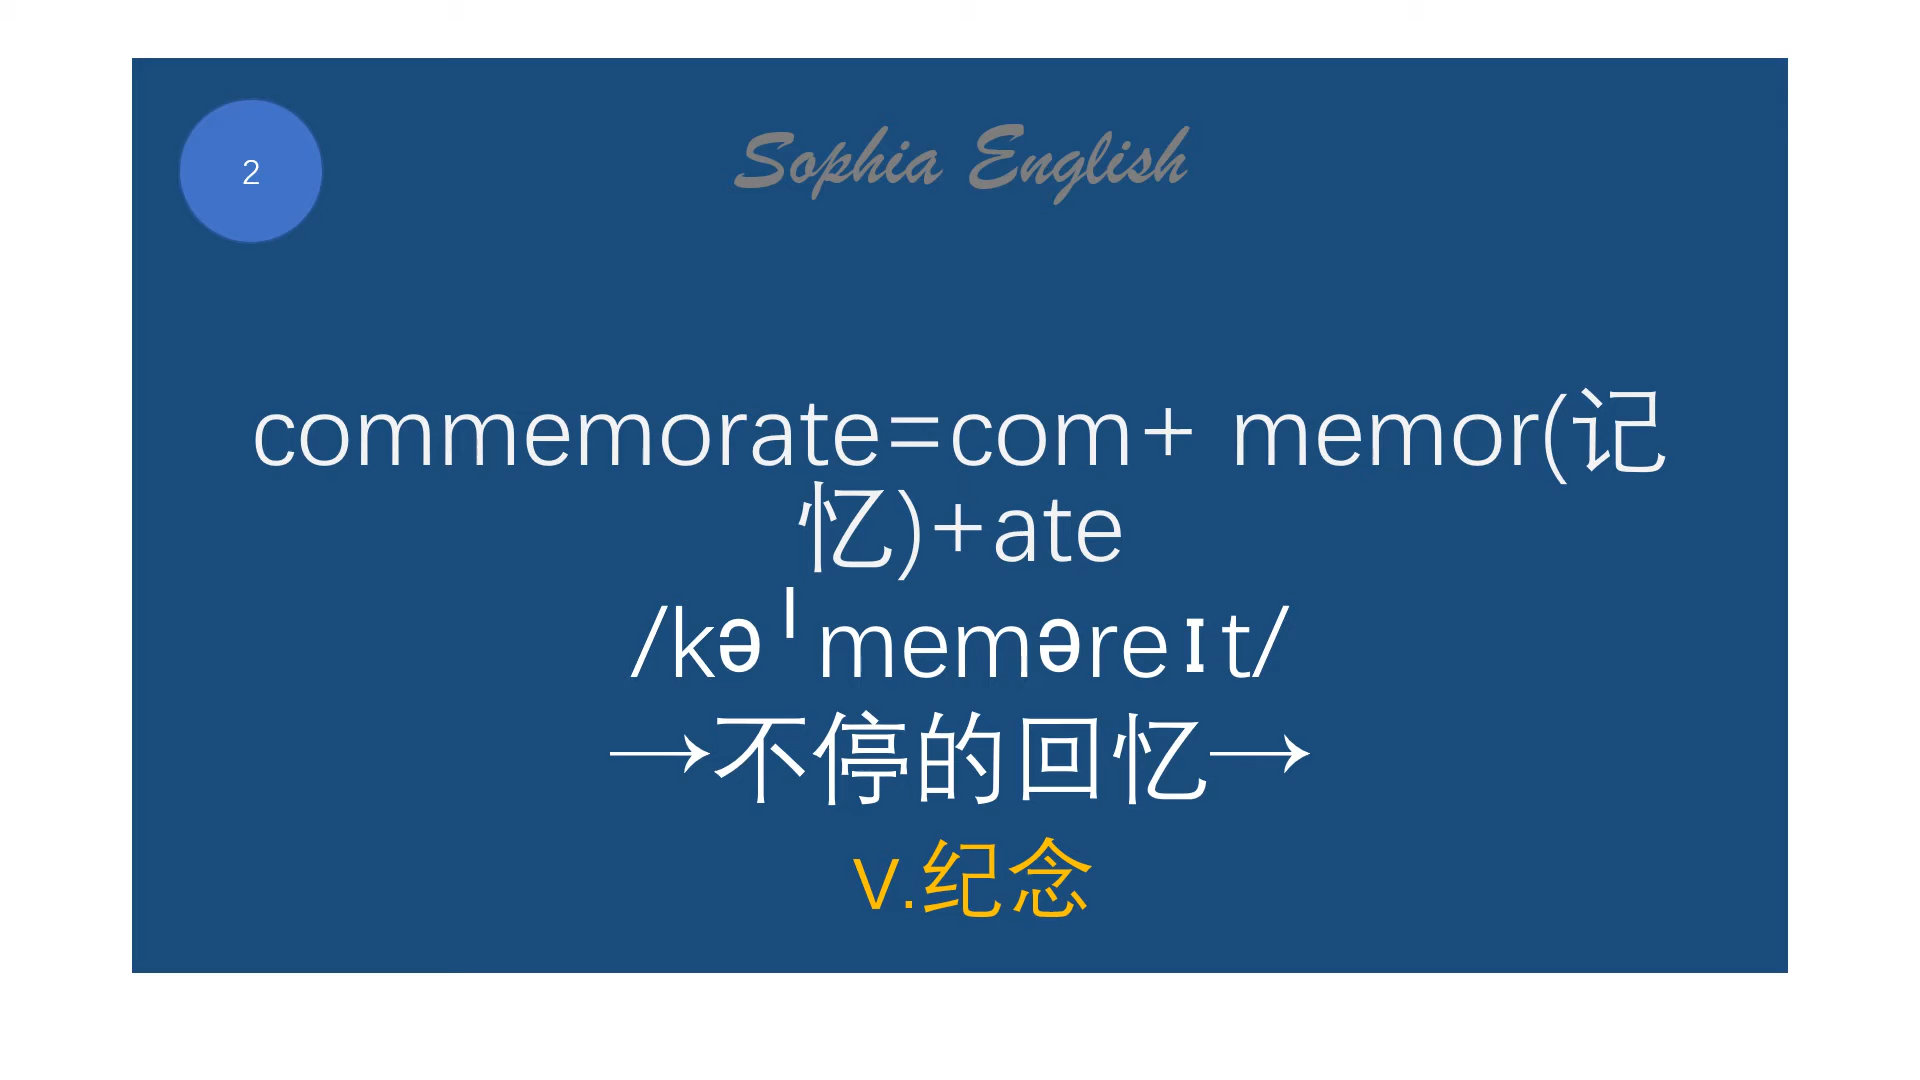 2
Sophia English
commemorate=com+ memor(记
忆)+ate
/kəˈmeməreɪt/
→不停的回忆→
v.纪念